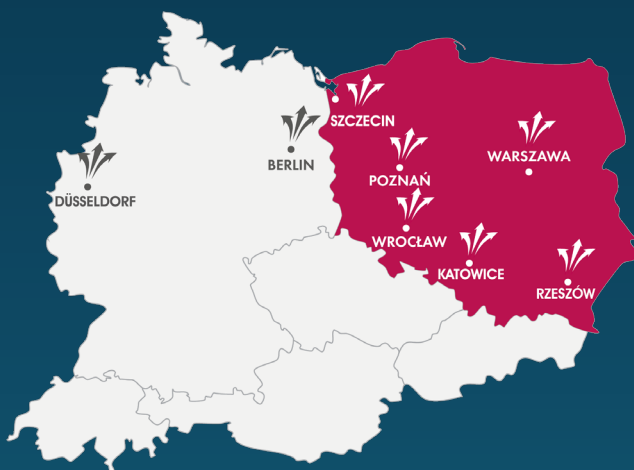 SZCZECIN
BERLIN
WARSZAWA
POZNAŃ
DÜSSELDORF
WROCŁAW
KATOWICE
RZESZÓW